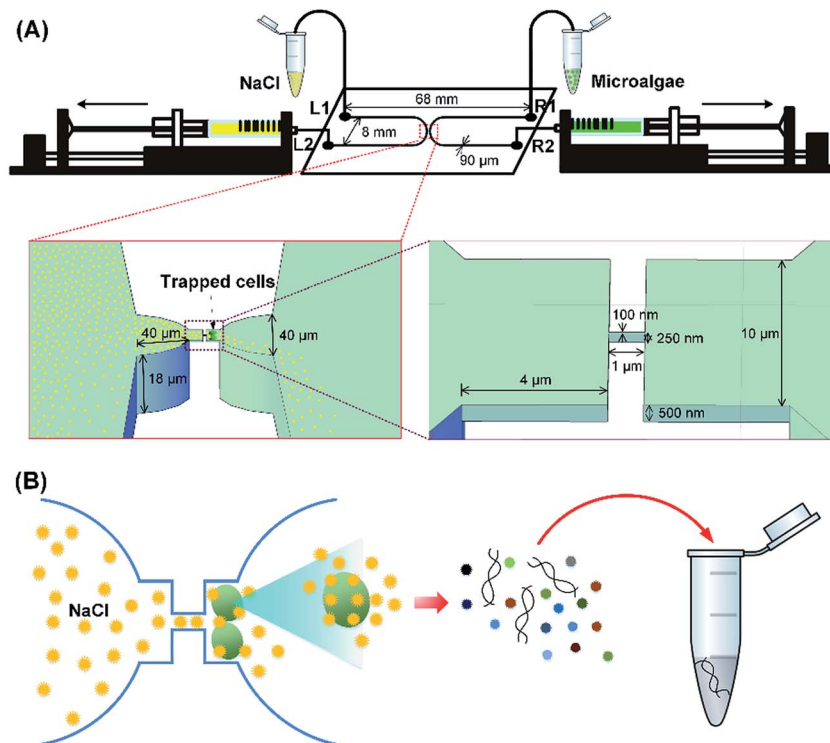 (A)
NaCl
Microalgae
L1
68 mm
R1
8 mm
L2
R2
90 µm
Trapped cells
40 µm
40 µm
18 µm
100 nm
250 nm
10 µm
1 µm
4 µm
500 nm
(B)
NaCl